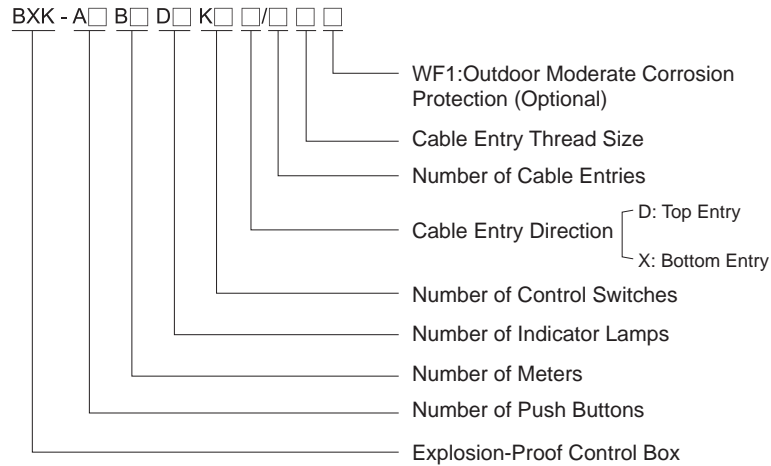 BXK - A□ B□ D□ K□ □/□ □ □
WF1:Outdoor Moderate Corrosion
Protection (Optional)
Cable Entry Thread Size
Number of Cable Entries
Cable Entry Direction
D: Top Entry
X: Bottom Entry
Number of Control Switches
Number of Indicator Lamps
Number of Meters
Number of Push Buttons
Explosion-Proof Control Box